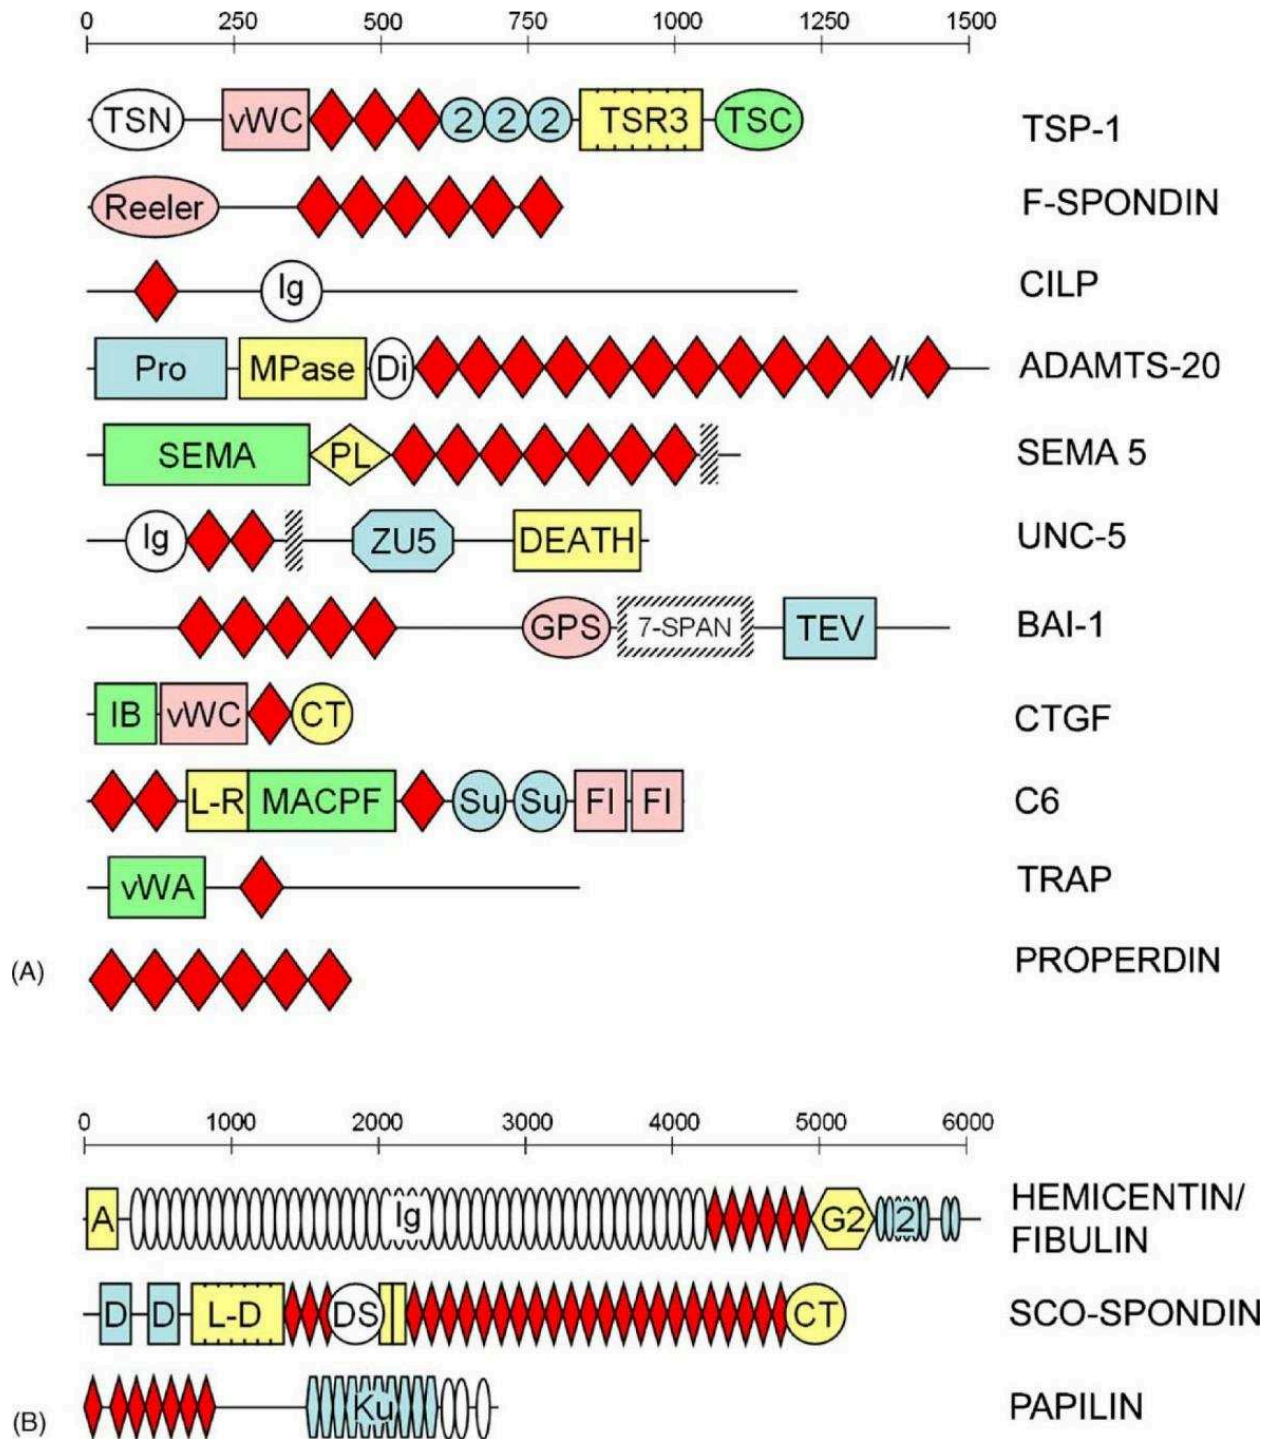 0 250 500 750 1000 1250 1500
TSN vWC 2 2 2 TSR3 TSC TSP-1
Reeler F-SPONDIN
Ig CILP
Pro MPase Di // ADAMTS-20
SEMA PL SEMA 5
Ig ZU5 DEATH UNC-5
GPS 7-SPAN TEV BAI-1
IB vWC CT CTGF
L-R MACPF Su Su FI FI C6
vWA TRAP
(A) PROPERDIN
0 1000 2000 3000 4000 5000 6000
A Ig G2 2 HEMICENTIN/
FIBULIN
D D L-D DS CT SCO-SPONDIN
(B) Ku PAPILIN